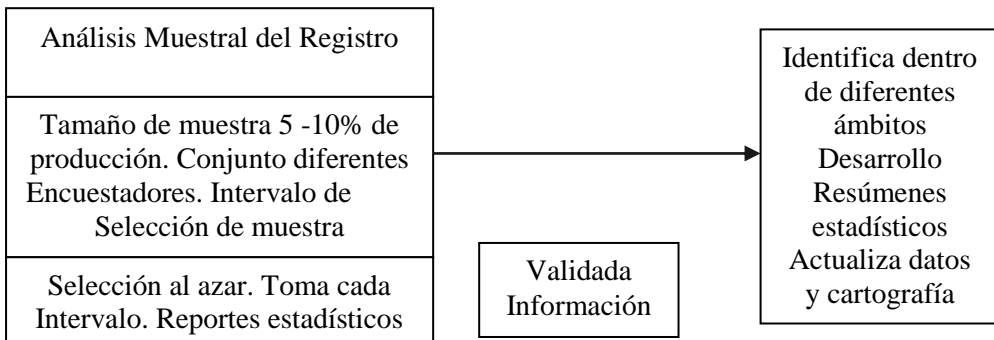 Análisis Muestral del Registro
Tamaño de muestra 5 -10% de
producción. Conjunto diferentes
Encuestadores. Intervalo de
Selección de muestra
Selección al azar. Toma cada
Intervalo. Reportes estadísticos
Validada
Información
Identifica dentro
de diferentes
ámbitos
Desarrollo
Resúmenes
estadísticos
Actualiza datos
y cartografía